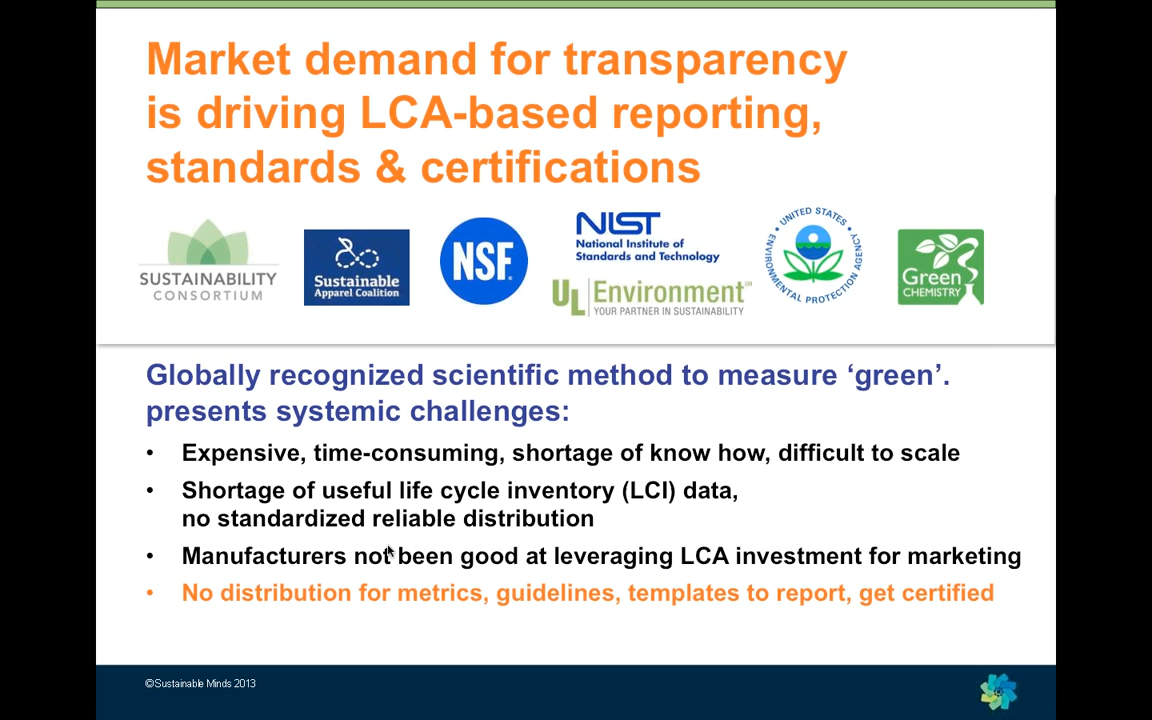 Market demand for transparency
is driving LCA-based reporting,
standards & certifications
SUSTAINABILITY
CONSORTIUM
Sustainable
Apparel Coalition
NSF
NIST
National Institute of
Standards and Technology
UL Environment
YOUR PARTNER IN SUSTAINABILITY
UNITED STATES
ENVIRONMENTAL PROTECTION AGENCY
Green
CHEMISTRY
Globally recognized scientific method to measure ‘green’.
presents systemic challenges:
• Expensive, time-consuming, shortage of know how, difficult to scale
• Shortage of useful life cycle inventory (LCI) data,
no standardized reliable distribution
• Manufacturers not been good at leveraging LCA investment for marketing
• No distribution for metrics, guidelines, templates to report, get certified
©Sustainable Minds 2013